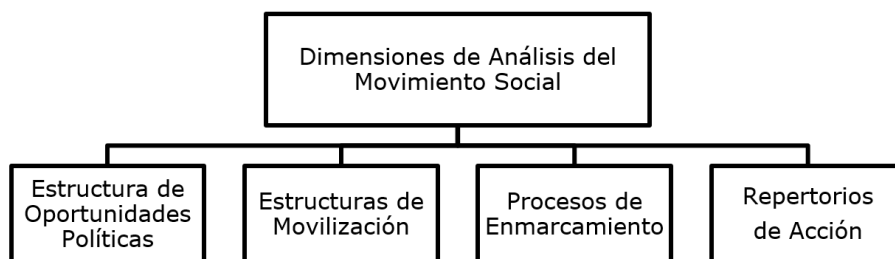 Dimensiones de Análisis del
Movimiento Social
Estructura de
Oportunidades
Políticas
Estructuras de
Movilización
Procesos de
Enmarcamiento
Repertorios
de Acción